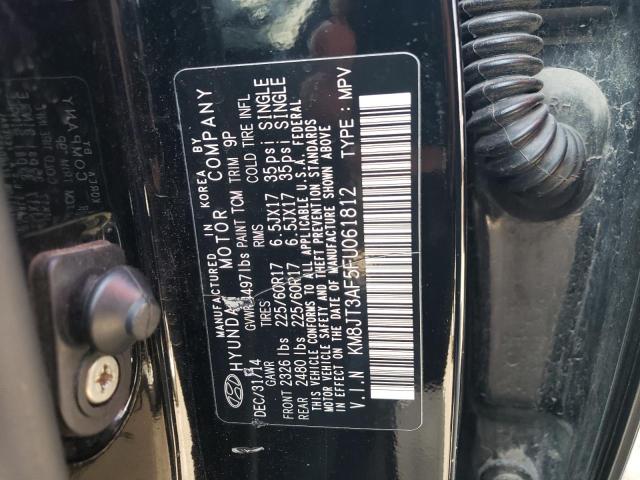 MANUFACTURED IN KOREA BY
HYUNDAI MOTOR COMPANY
DEC/31/14 GVWR 4497lbs PAINT TCM TRIM 9P
GAWR TIRES RIMS COLD TIRE INFL
FRONT 2326 lbs 225/60R17 6.5JX17 35psi SINGLE
REAR 2480 lbs 225/60R17 6.5JX17 35psi SINGLE
THIS VEHICLE CONFORMS TO ALL APPLICABLE U.S.A. FEDERAL
MOTOR VEHICLE SAFETY AND THEFT PREVENTION STANDARDS
IN EFFECT ON THE DATE OF MANUFACTURE SHOWN ABOVE
V.I.N KM8JT3AF5FU061812 TYPE : MPV